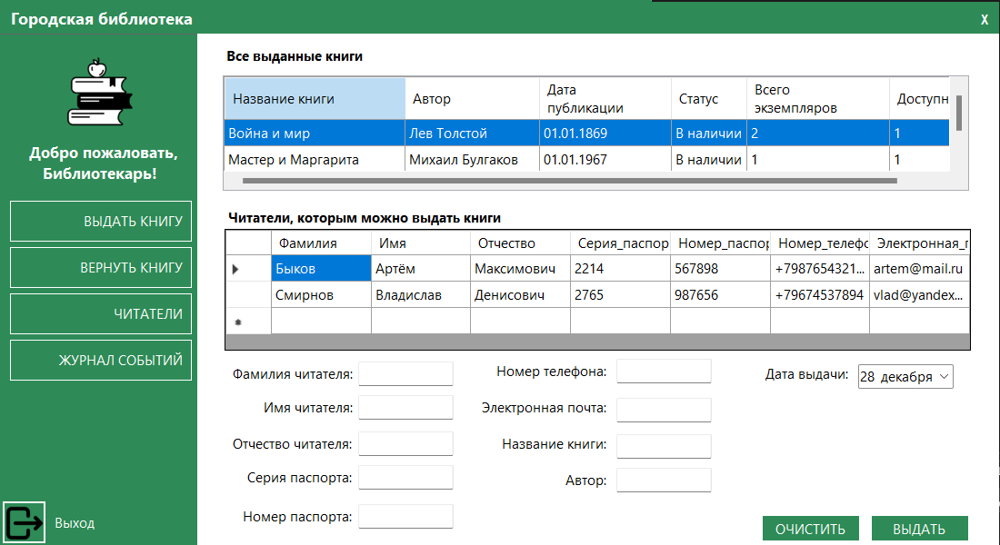 Городская библиотека
X
Добро пожаловать,
Библиотекарь!
ВЫДАТЬ КНИГУ
ВЕРНУТЬ КНИГУ
ЧИТАТЕЛИ
ЖУРНАЛ СОБЫТИЙ
Выход
Все выданные книги
Название книги Автор Дата публикации Статус Всего экземпляров Доступн
Война и мир Лев Толстой 01.01.1869 В наличии 2 1
Мастер и Маргарита Михаил Булгаков 01.01.1967 В наличии 1 1
Читатели, которым можно выдать книги
Фамилия Имя Отчество Серия_паспор Номер_паспор Номер_телефо Электронная_п
Быков Артём Максимович 2214 567898 +7987654321... artem@mail.ru
Смирнов Владислав Денисович 2765 987656 +79674537894 vlad@yandex...
Фамилия читателя:
Имя читателя:
Отчество читателя:
Серия паспорта:
Номер паспорта:
Номер телефона:
Электронная почта:
Название книги:
Автор:
Дата выдачи: 28 декабря
ОЧИСТИТЬ
ВЫДАТЬ